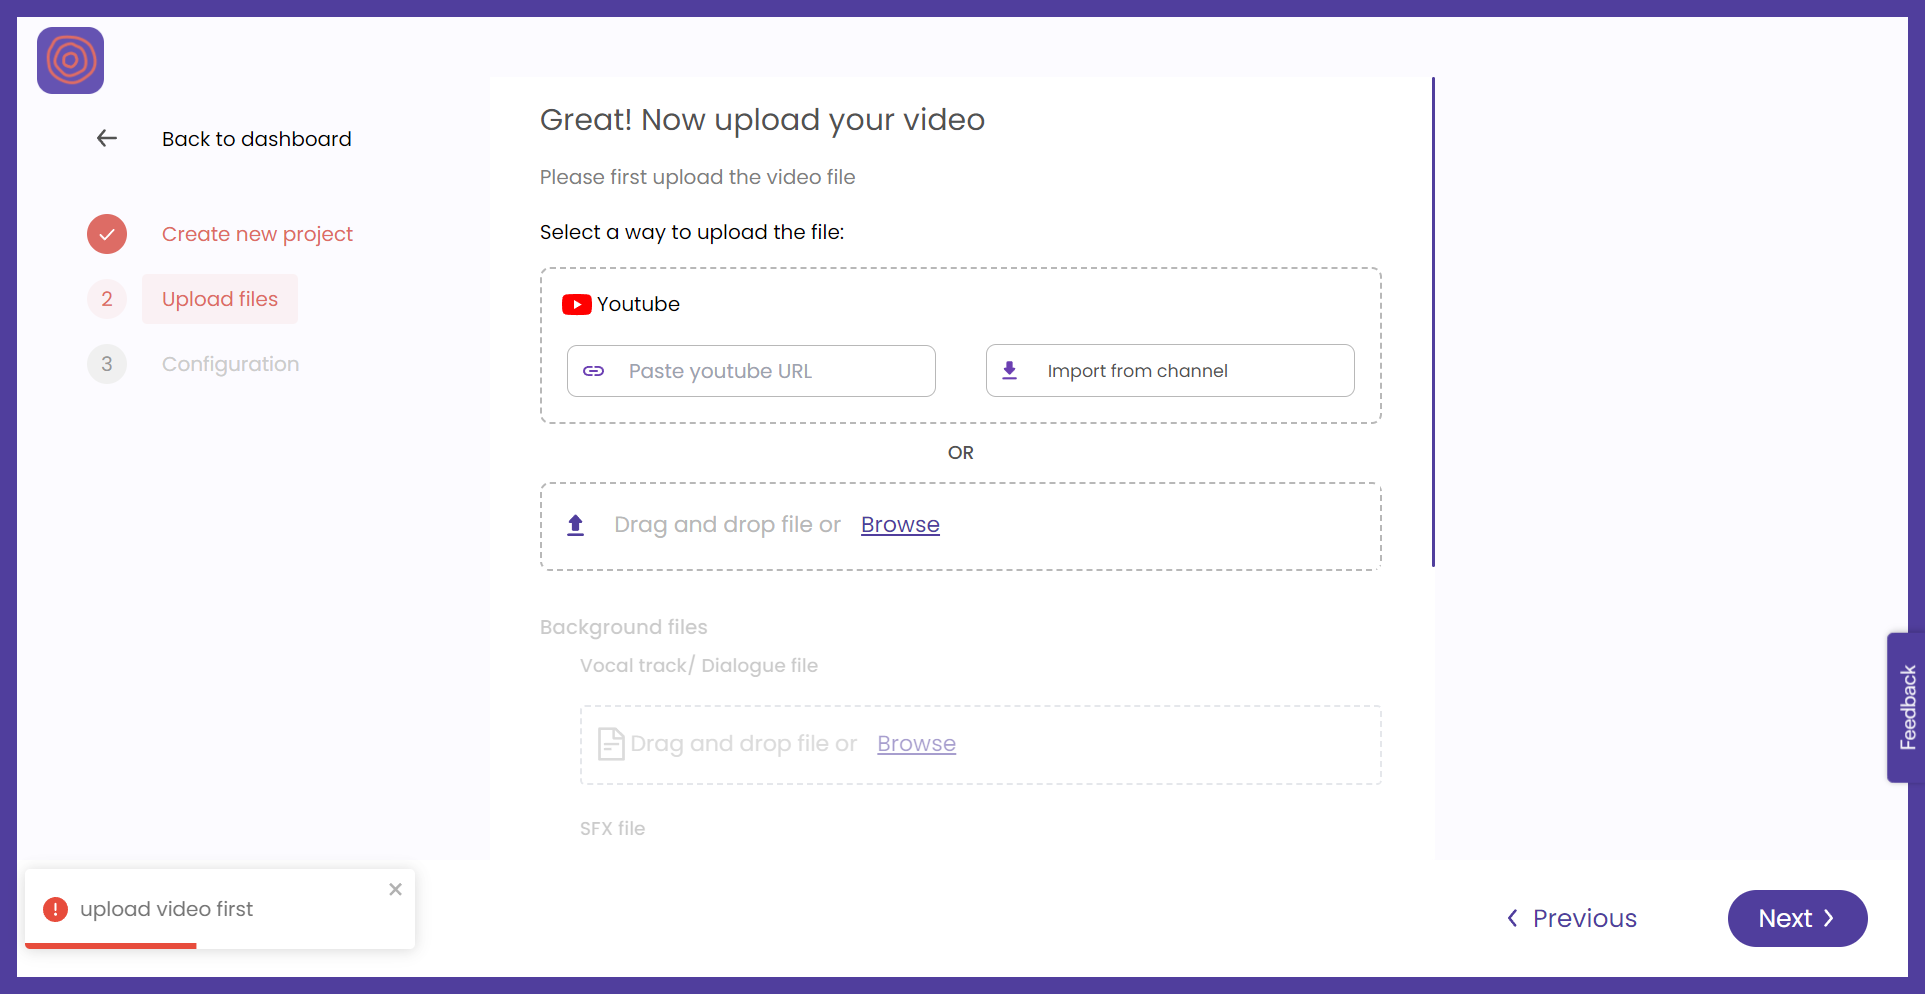 Back to dashboard
Create new project
2 Upload files
3 Configuration
Great! Now upload your video
Please first upload the video file
Select a way to upload the file:
Youtube
Paste youtube URL
Import from channel
OR
Drag and drop file or Browse
Background files
Vocal track/ Dialogue file
Drag and drop file or Browse
SFX file
Feedback
upload video first
Previous
Next